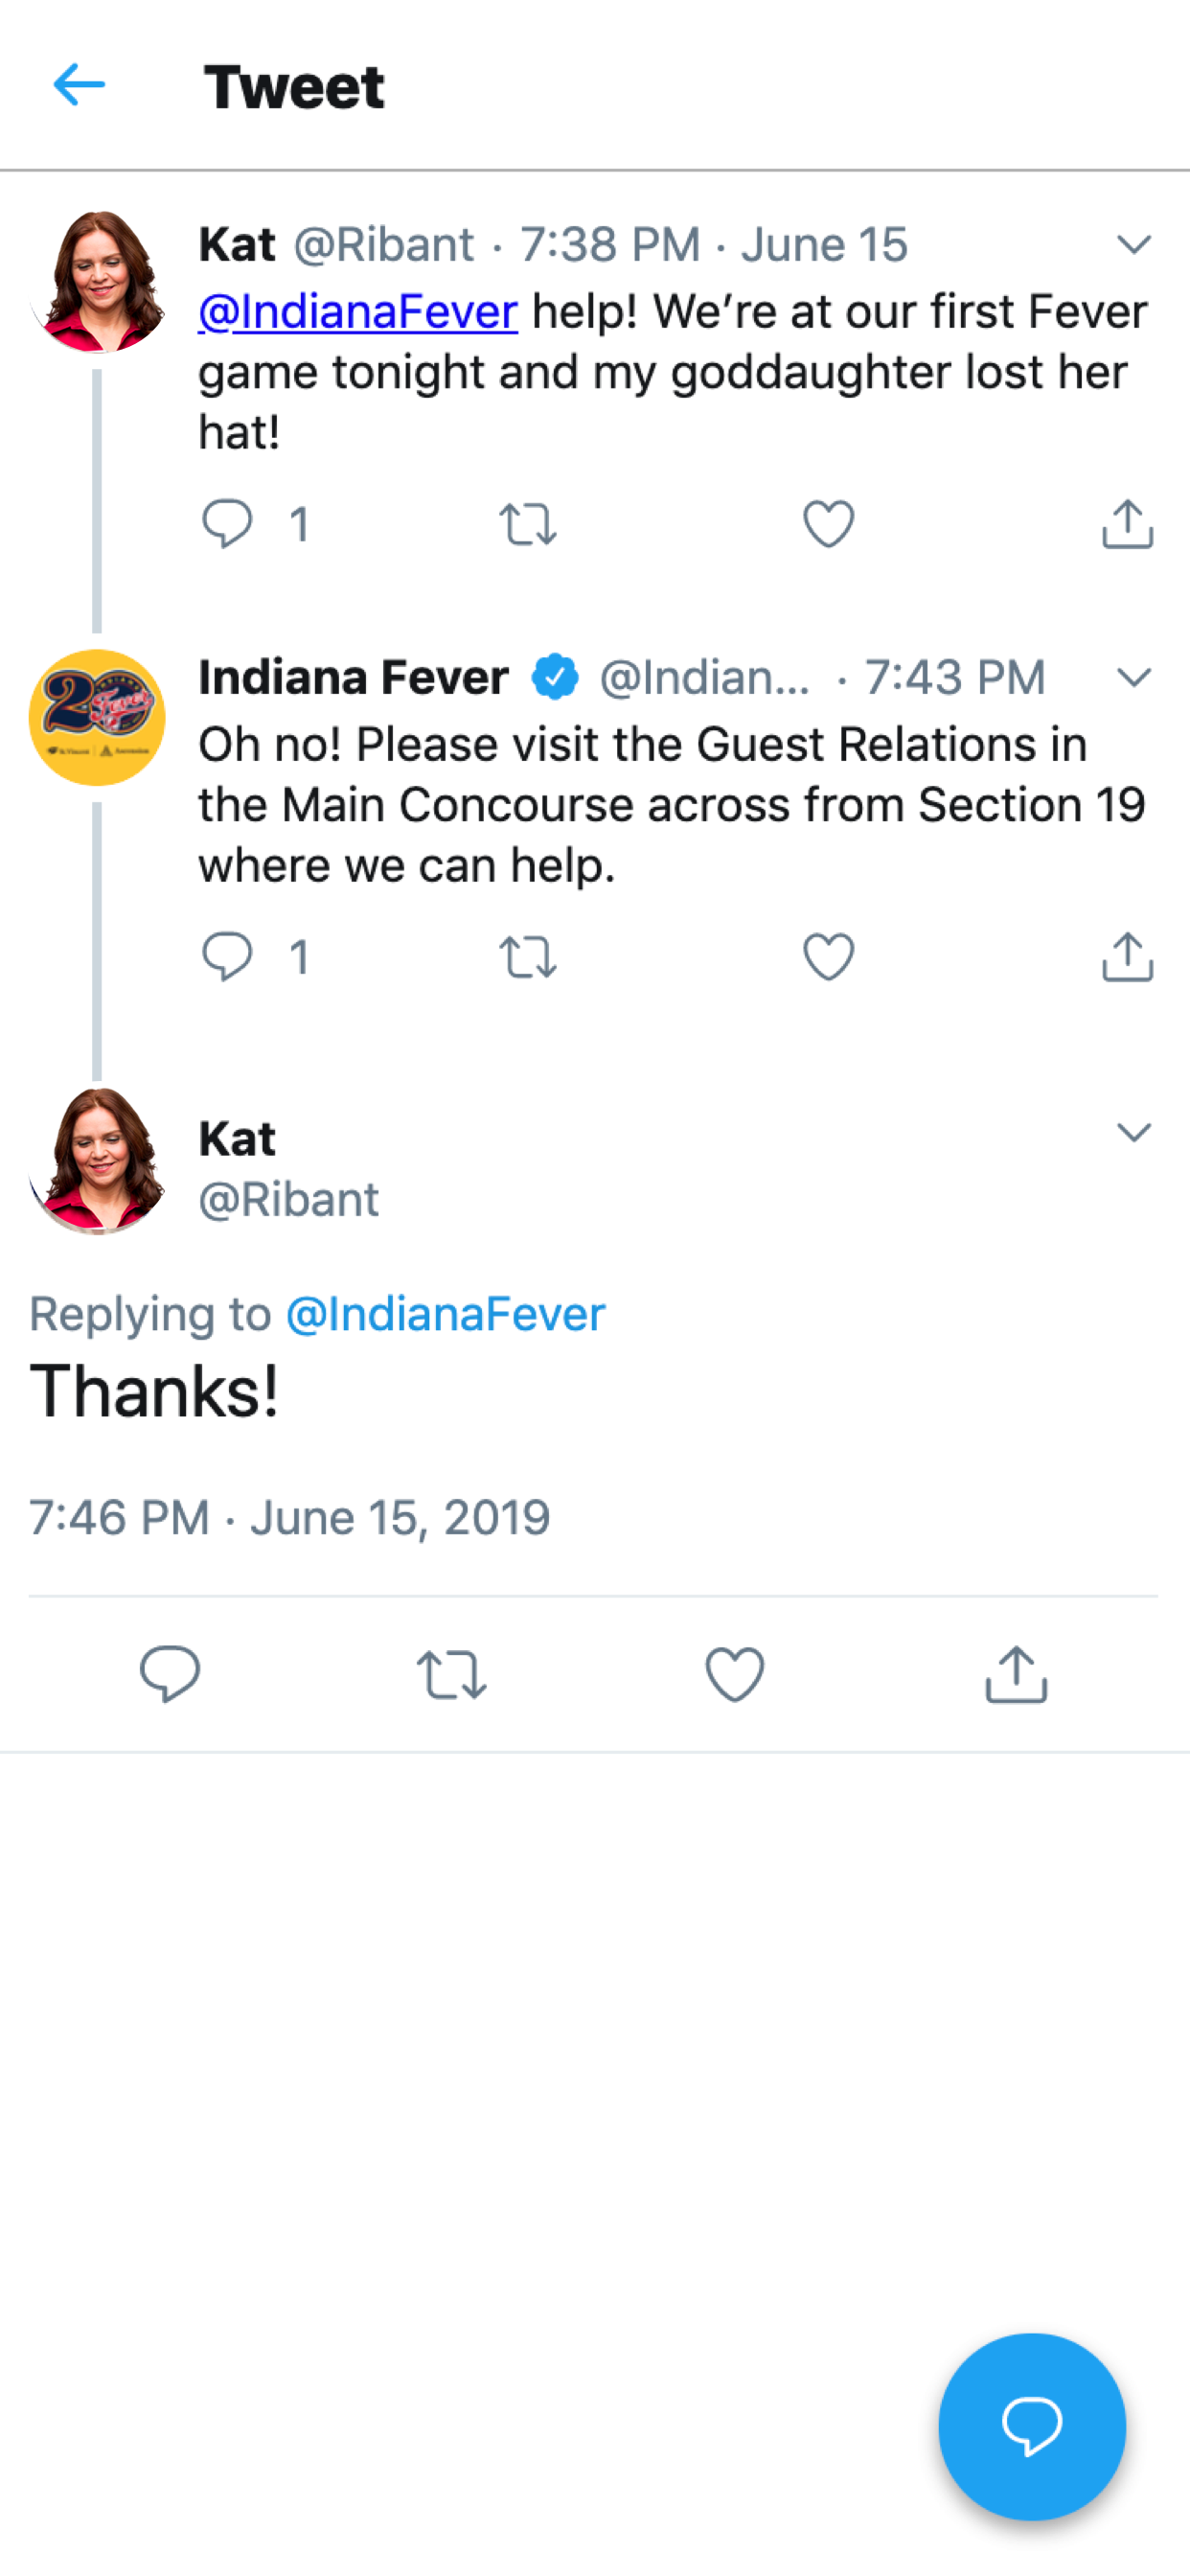 Tweet
Kat @Ribant · 7:38 PM · June 15
@IndianaFever help! We’re at our first Fever
game tonight and my goddaughter lost her
hat!
1
20
Fever
Indiana Fever @Indian... · 7:43 PM
Oh no! Please visit the Guest Relations in
the Main Concourse across from Section 19
where we can help.
1
Kat
@Ribant
Replying to @IndianaFever
Thanks!
7:46 PM · June 15, 2019